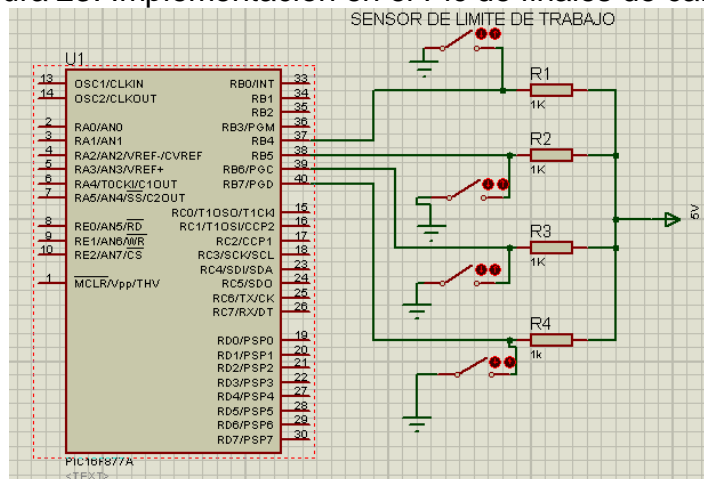 Implementación en el PIC de finales de
SENSOR DE LIMITE DE TRABAJO
U1
13 OSC1/CLKIN RB0/INT 33
14 OSC2/CLKOUT RB1 34
RB2 35
2 RA0/AN0 RB3/PGM 36
3 RA1/AN1 RB4 37
4 RA2/AN2/VREF-/CVREF RB5 38
5 RA3/AN3/VREF+ RB6/PGC 39
6 RA4/T0CKI/C1OUT RB7/PGD 40
7 RA5/AN4/SS/C2OUT
RC0/T1OSO/T1CKI 15
8 RE0/AN5/RD RC1/T1OSI/CCP2 16
9 RE1/AN6/WR RC2/CCP1 17
10 RE2/AN7/CS RC3/SCK/SCL 18
RC4/SDI/SDA 23
1 MCLR/Vpp/THV RC5/SDO 24
RC6/TX/CK 25
RC7/RX/DT 26
RD0/PSP0 19
RD1/PSP1 20
RD2/PSP2 21
RD3/PSP3 22
RD4/PSP4 27
RD5/PSP5 28
RD6/PSP6 29
RD7/PSP7 30
PIC16F877A
<TEXT>
R1
1K
R2
1K
R3
1K
R4
1k
5V